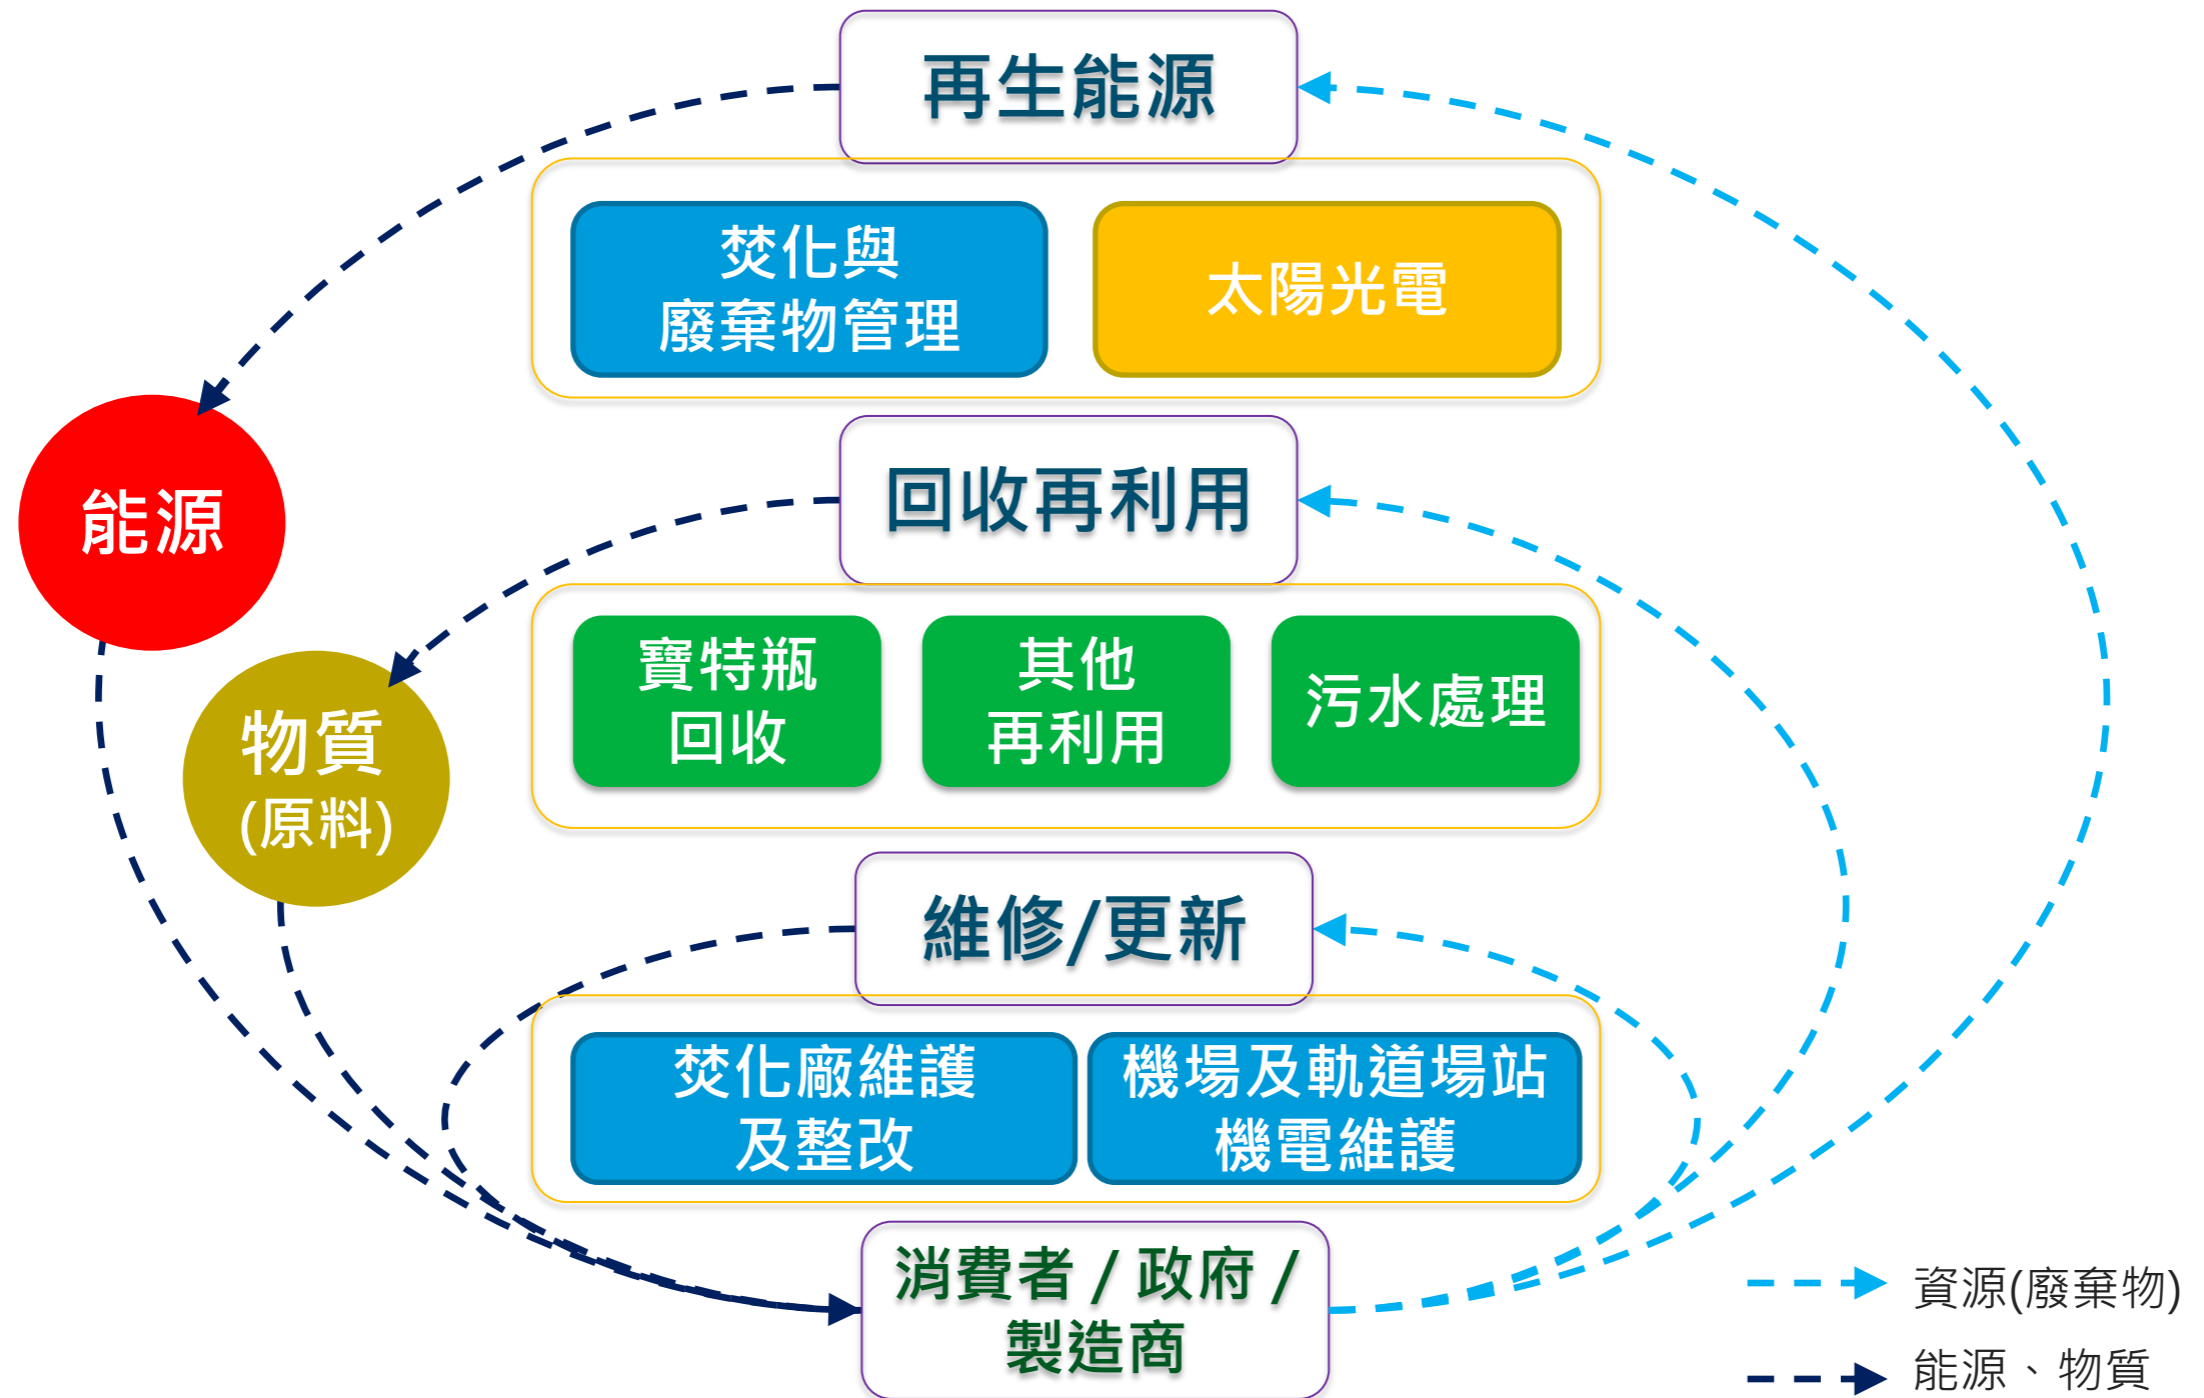 再生能源
焚化與
廢棄物管理
太陽光電
能源
回收再利用
寶特瓶
回收
其他
再利用
污水處理
物質
(原料)
維修/更新
焚化廠維護
及整改
機場及軌道場站
機電維護
消費者 / 政府 /
製造商
資源(廢棄物)
能源、物質